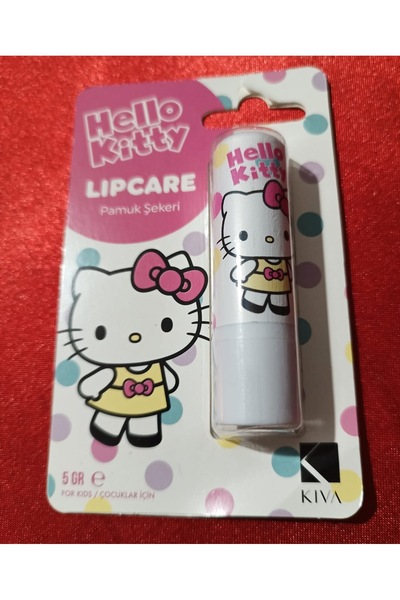 Hello
Kitty
LIPCARE
Pamuk Şekeri
Hello
Kitty
5 GR ℮
FOR KIDS / ÇOCUKLAR İÇİN
KIVA